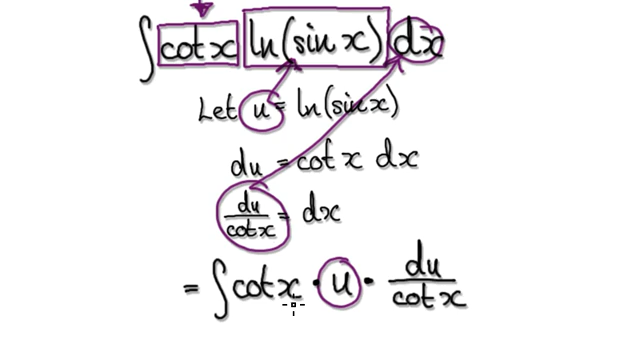 ∫ cot x ln(sin x) dx
Let u = ln(sin x)
du = cot x dx
du/cot x = dx
= ∫ cot x · u · du/cot x